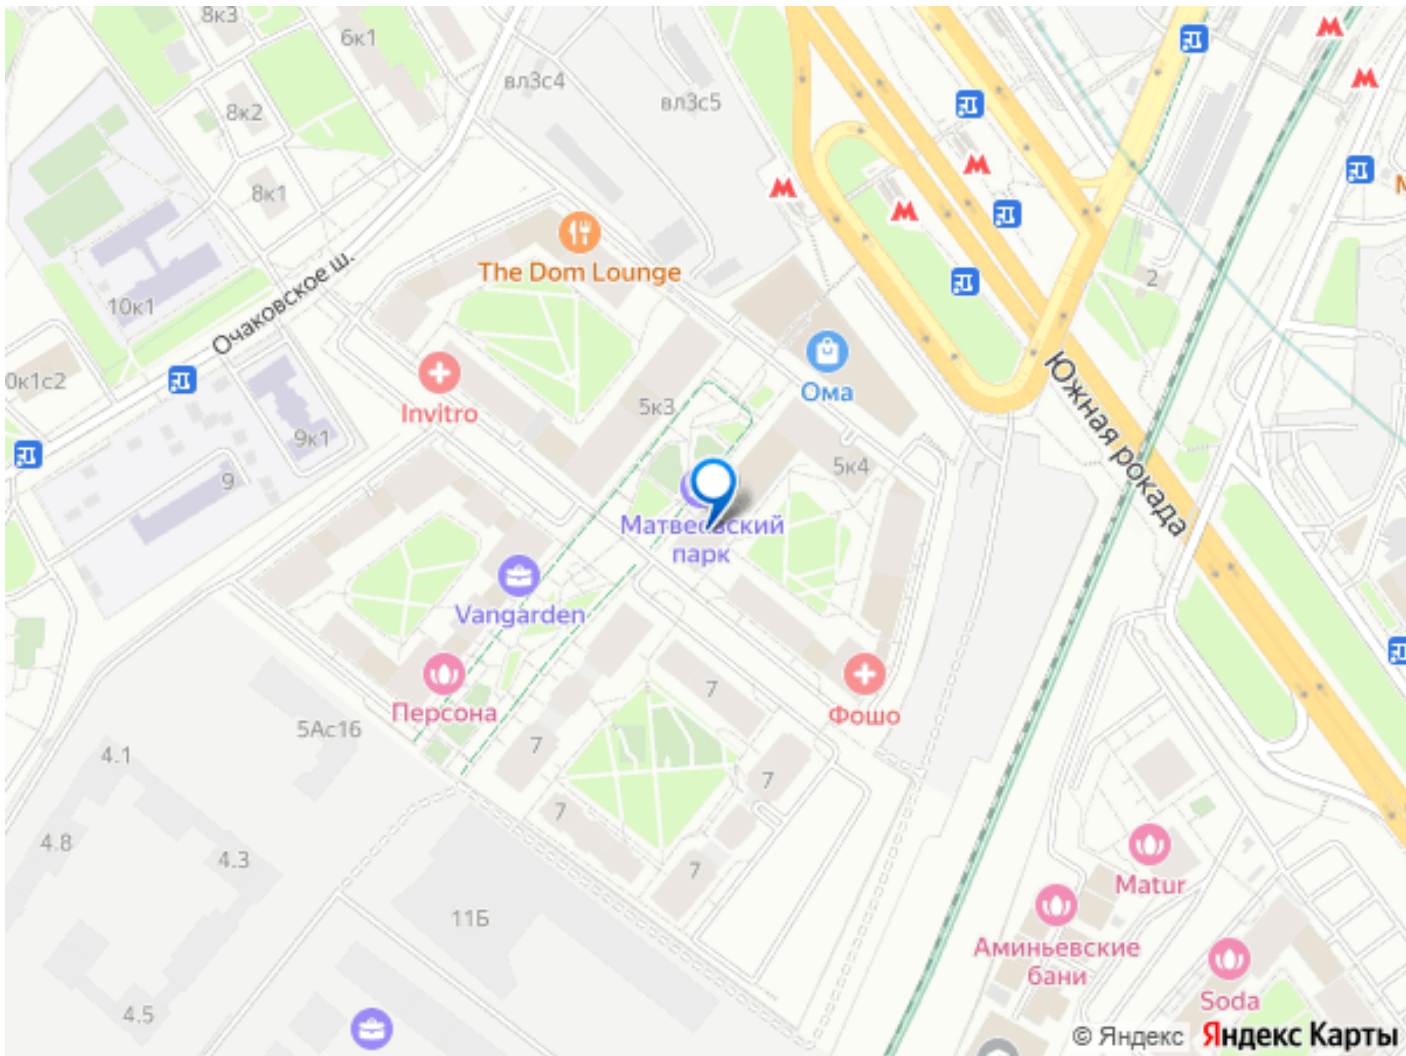 8к3
6к1
вл3с4
вл3с5
8к2
8к1
The Dom Lounge
10к1
Очаковское ш.
2
0к1с2
Invitro
5к3
Ома
Южная рокада
9к1
9
5к4
Матвеевский
парк
Vangarden
Персона
7
Фошо
5Ас16
7
4.1
7
7
4.8
4.3
7
Matur
11Б
Аминьевские
бани
Soda
4.5
© Яндекс Яндекс Карты